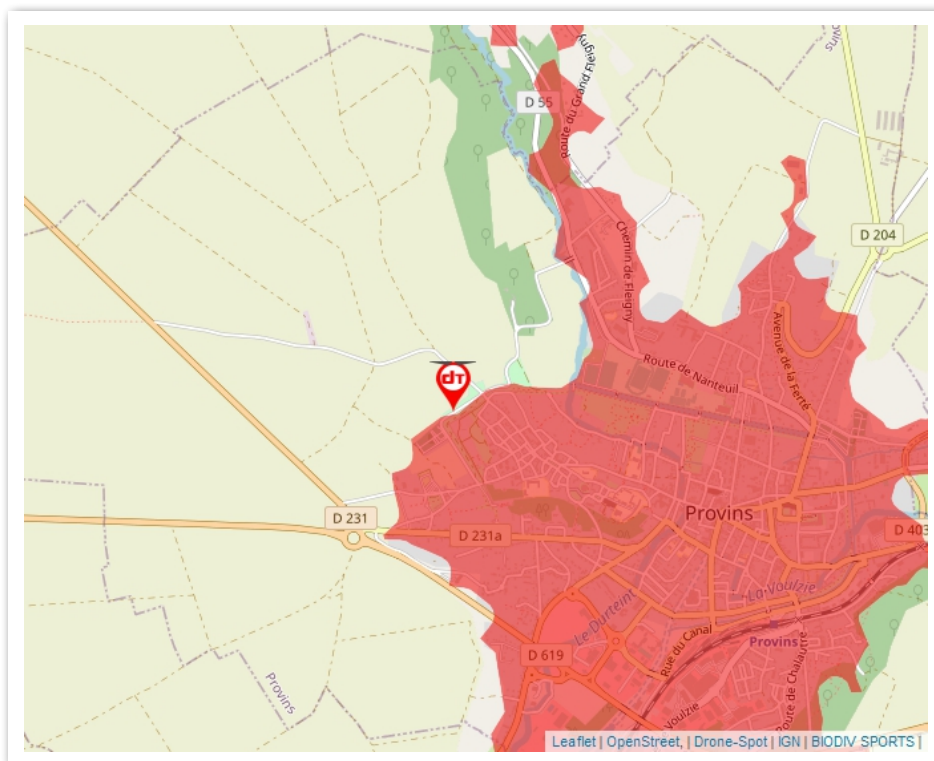 Route du Grand Fleigny
D 55
D 204
Chemin de Fleigny
Avenue de la Ferté
Route de Nanteuil
dT
D 231
Provins
D 403
D 231a
La Voulzie
Le Durteint
Provins
Rue du Canal
D 619
Route de Chalautre
Provins
Voulzie
Leaflet | OpenStreet, | Drone-Spot | IGN | BIODIV SPORTS |